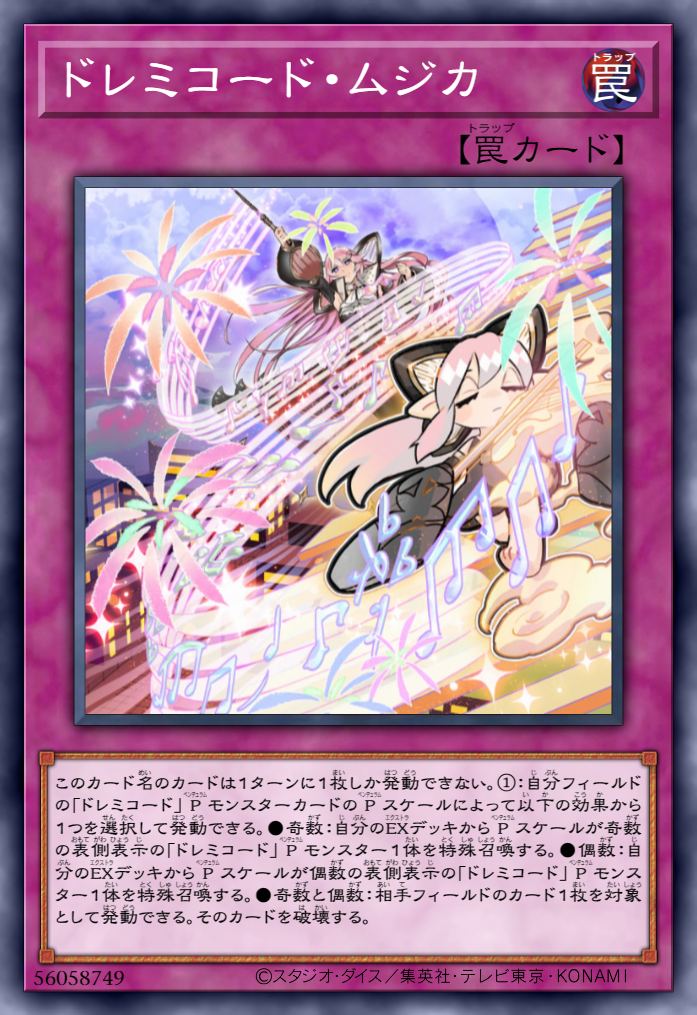 ドレミコード・ムジカ
トラップ
罠
トラップ
【罠カード】
このカード名のカードは1ターンに1枚しか発動できない。①:自分フィールド
の「ドレミコード」PモンスターカードのPスケールによって以下の効果から
1つを選択して発動できる。●奇数:自分のEXデッキからPスケールが奇数
の表側表示の「ドレミコード」Pモンスター1体を特殊召喚する。●偶数:自
分のEXデッキからPスケールが偶数の表側表示の「ドレミコード」Pモンス
ター1体を特殊召喚する。●奇数と偶数:相手フィールドのカード1枚を対象
として発動できる。そのカードを破壊する。
56058749
©スタジオ・ダイス/集英社・テレビ東京・KONAMI